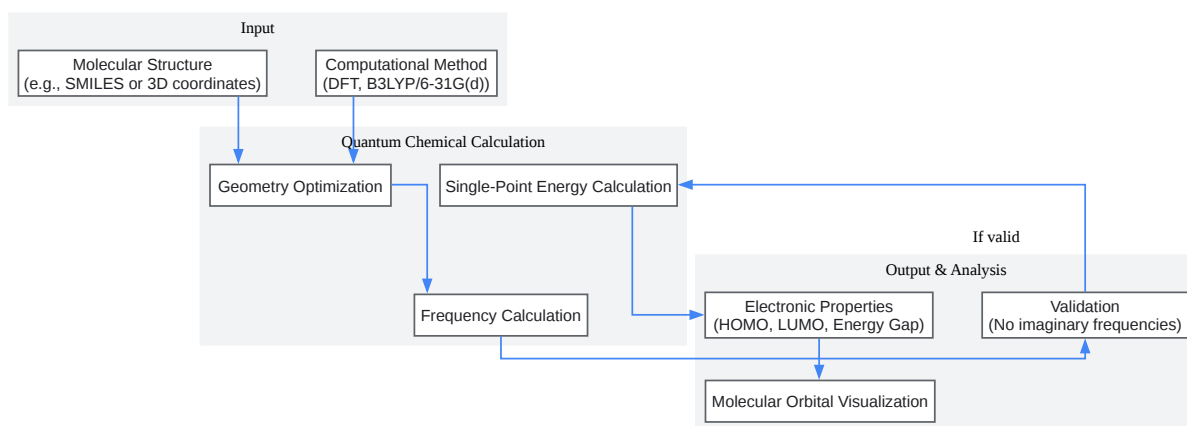 Input
Molecular Structure
(e.g., SMILES or 3D coordinates)
Computational Method
(DFT, B3LYP/6-31G(d))
Quantum Chemical Calculation
Geometry Optimization
Single-Point Energy Calculation
Frequency Calculation
If valid
Output & Analysis
Electronic Properties
(HOMO, LUMO, Energy Gap)
Validation
(No imaginary frequencies)
Molecular Orbital Visualization